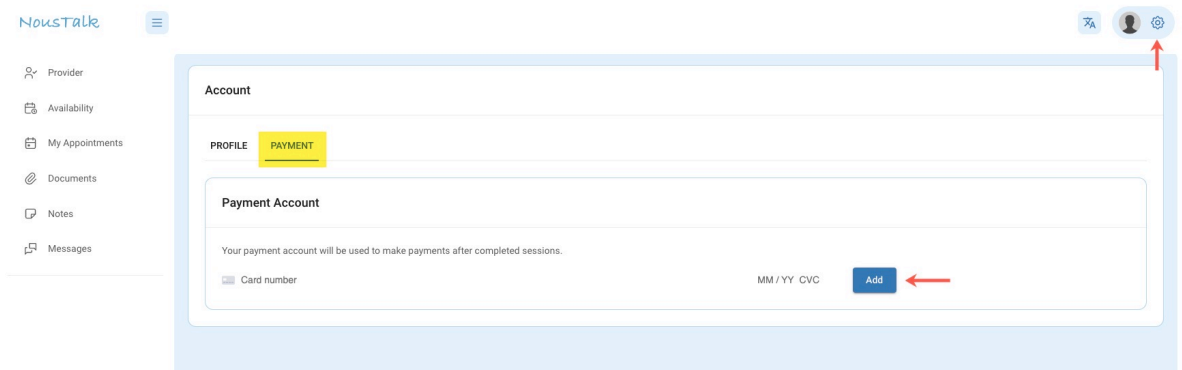 NousTalk
Provider
Availability
My Appointments
Documents
Notes
Messages
Account
PROFILE PAYMENT
Payment Account
Your payment account will be used to make payments after completed sessions.
Card number MM / YY CVC Add